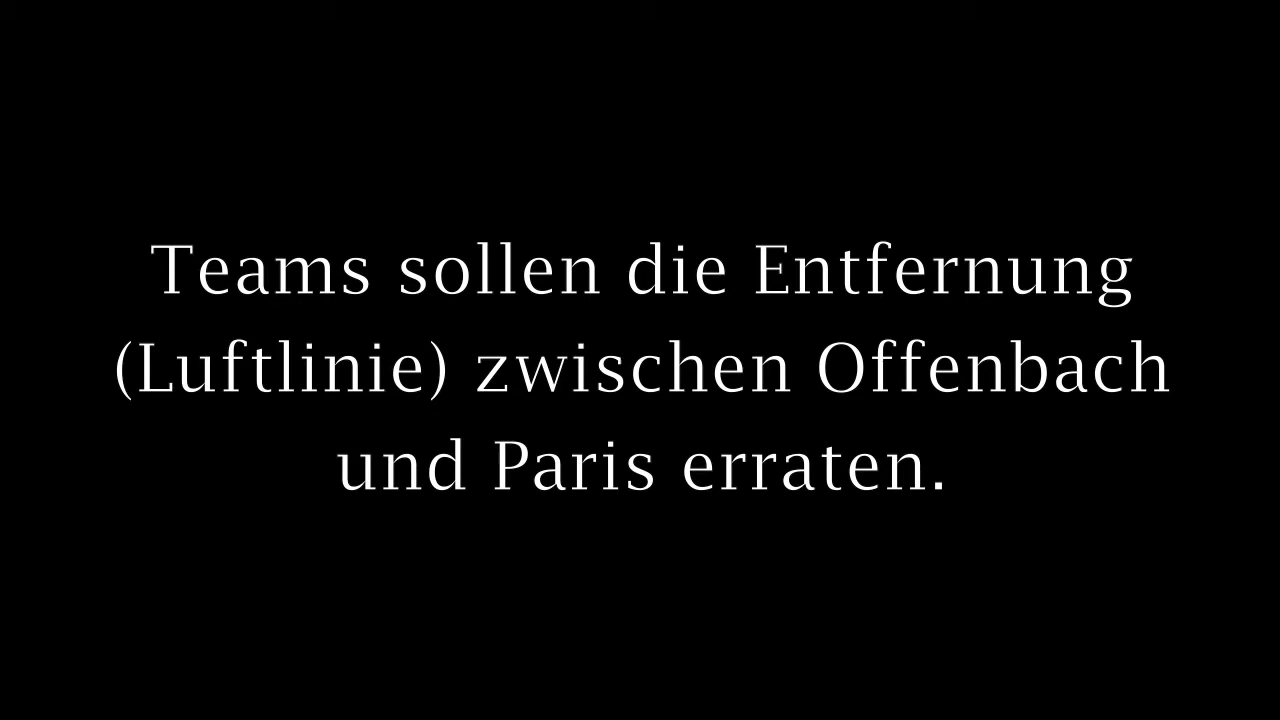 Teams sollen die Entfernung
(Luftlinie) zwischen Offenbach
und Paris erraten.